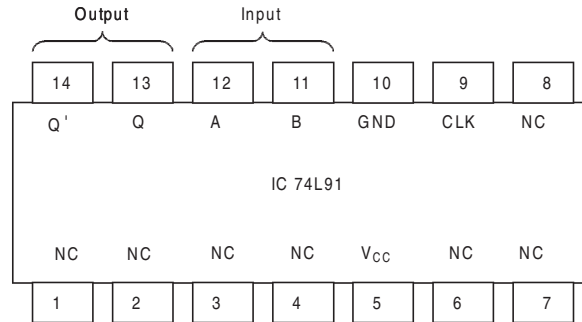 Output Input
14 13 12 11 10 9 8
Q' Q A B GND CLK NC
IC 74L91
NC NC NC NC VCC NC NC
1 2 3 4 5 6 7